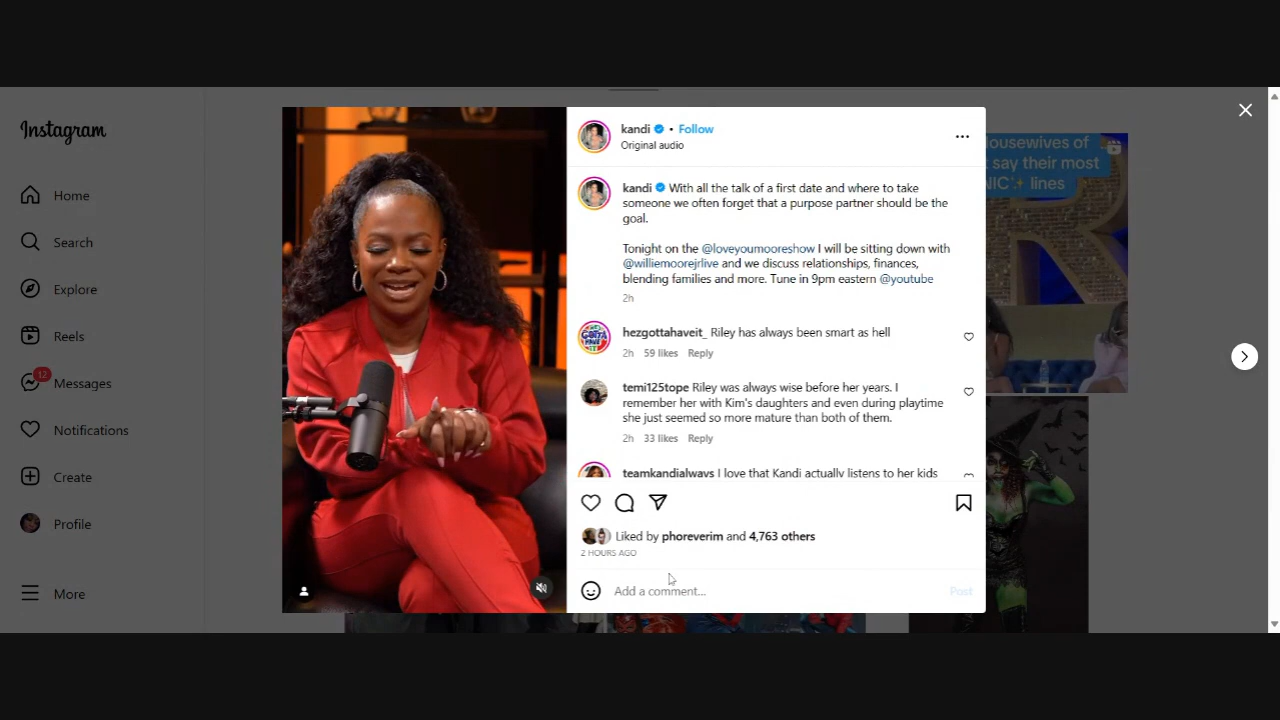 Instagram
Home
Search
Explore
Reels
12
Messages
Notifications
Create
Profile
More
kandi • Follow
Original audio
kandi With all the talk of a first date and where to take
someone we often forget that a purpose partner should be the
goal.
Tonight on the @loveyoumooreshow I will be sitting down with
@williemoorejrlive and we discuss relationships, finances,
blending families and more. Tune in 9pm eastern @youtube
2h
hezgottahaveit_ Riley has always been smart as hell
2h 59 likes Reply
temi125tope Riley was always wise before her years. I
remember her with Kim's daughters and even during playtime
she just seemed so more mature than both of them.
2h 33 likes Reply
teamkandialways I love that Kandi actually listens to her kids
Liked by phoreverim and 4,763 others
2 HOURS AGO
Add a comment...
Post
ousewives of
t say their most
NIC lines